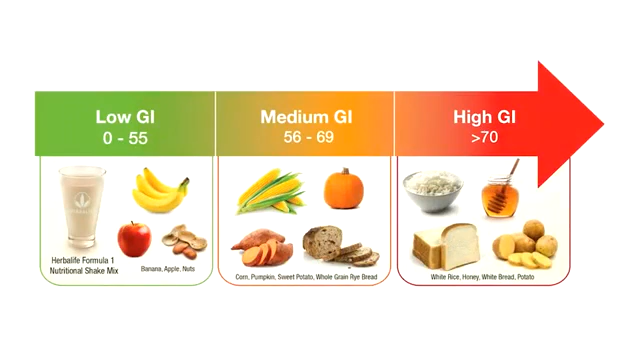 Low GI
0 - 55
Medium GI
56 - 69
High GI
>70
HERBALIFE
Herbalife Formula 1
Nutritional Shake Mix
Banana, Apple, Nuts
Corn, Pumpkin, Sweet Potato, Whole Grain Rye Bread
White Rice, Honey, White Bread, Potato